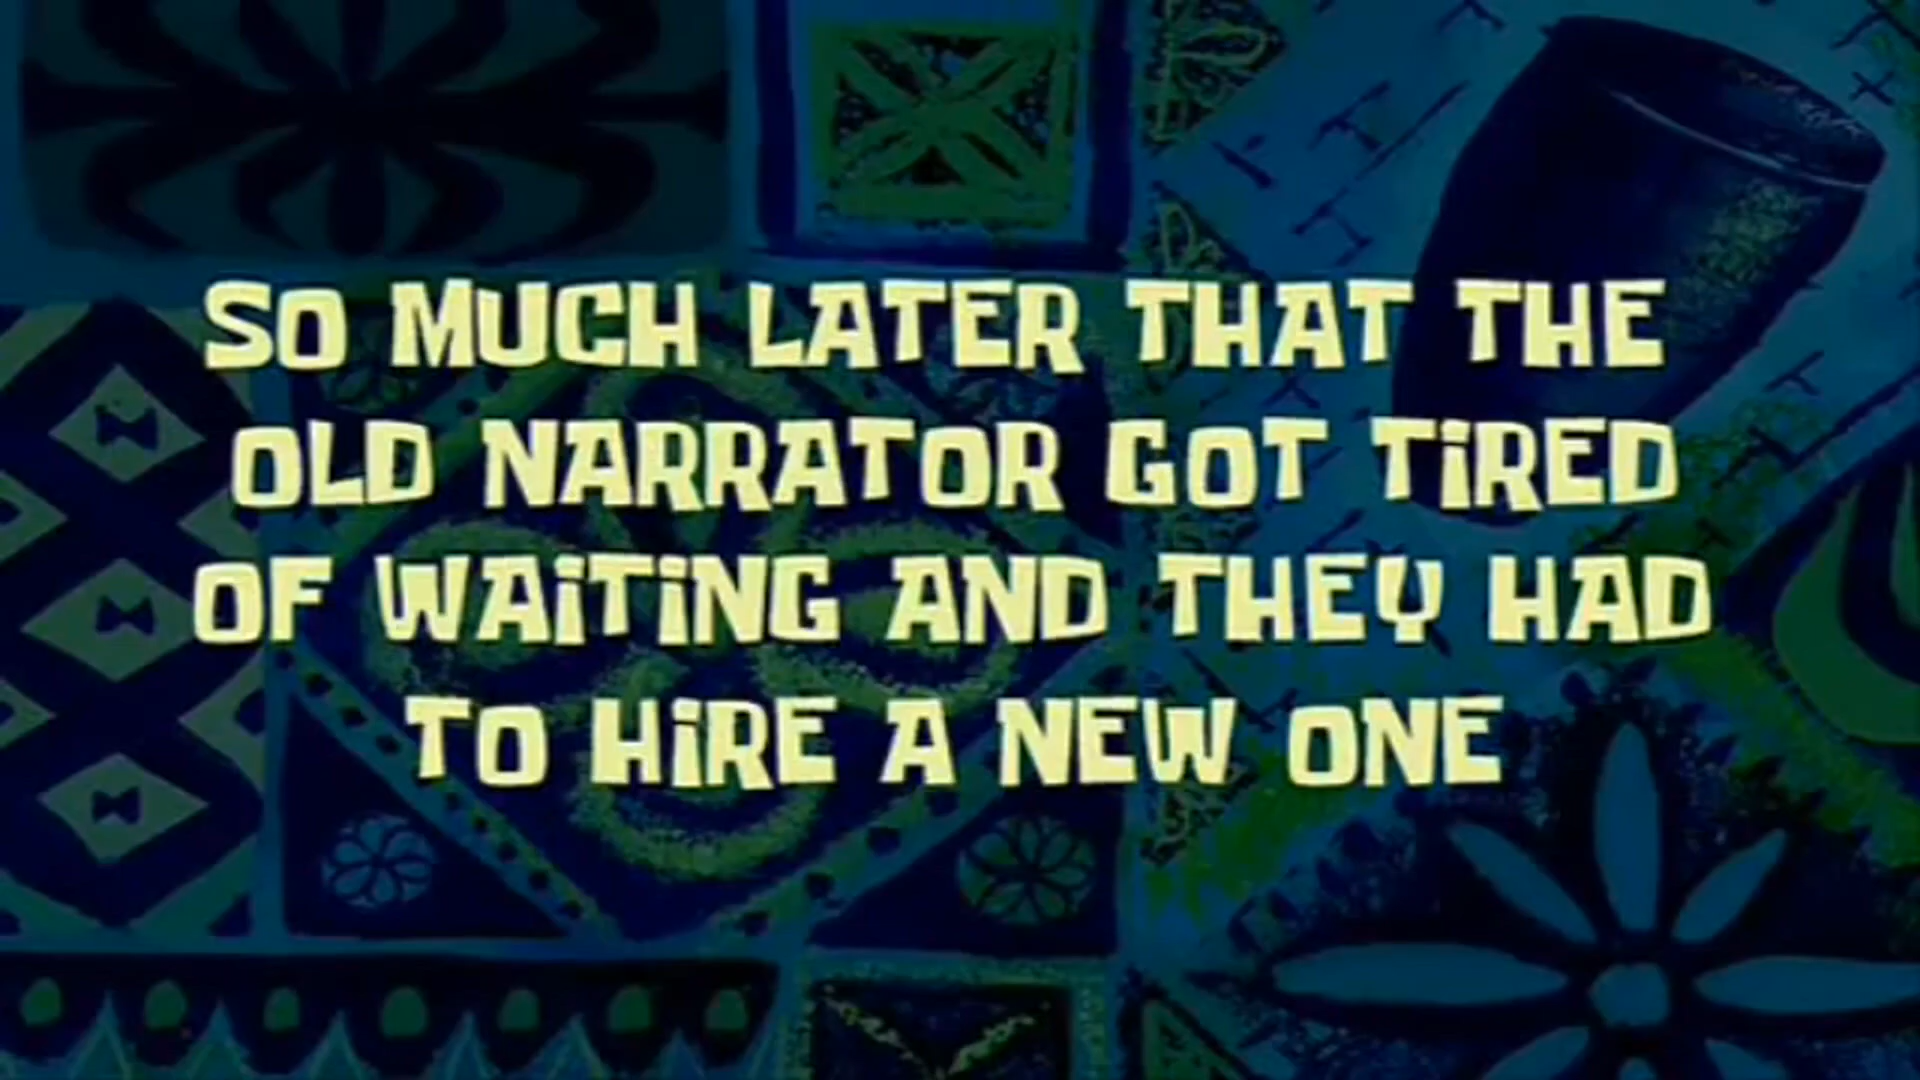 SO MUCH LATER THAT THE
OLD NARRATOR GOT TiRED
OF WAiTiNG AND THEY HAD
TO HiRE A NEW ONE